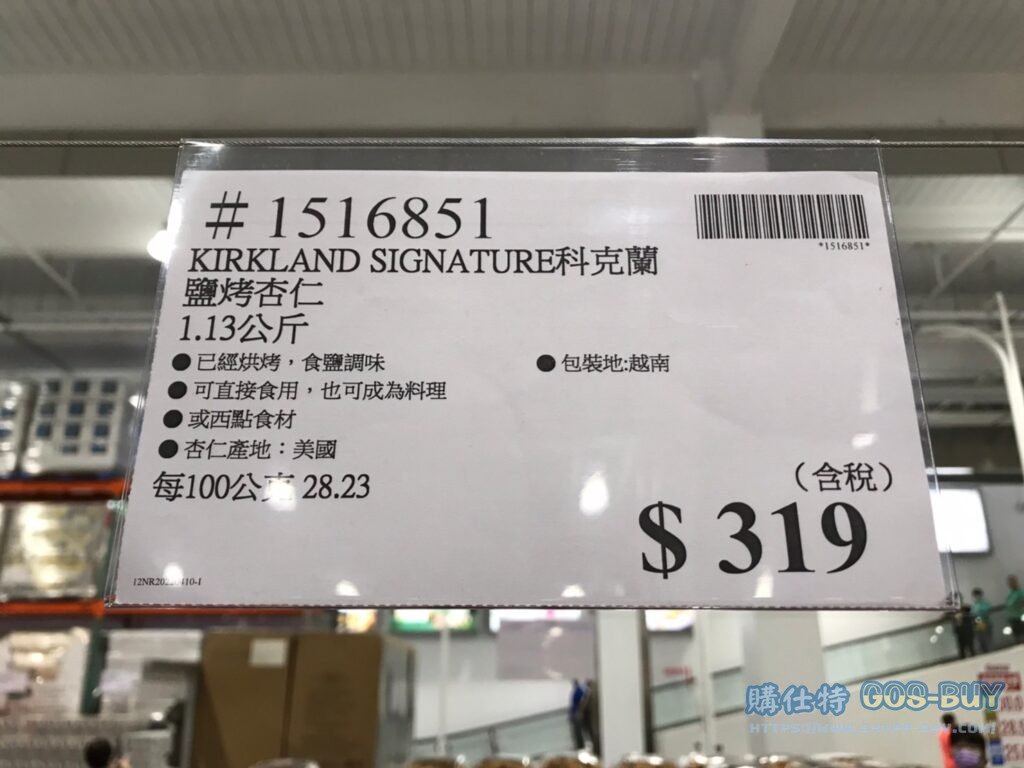 # 1516851
*1516851*
KIRKLAND SIGNATURE科克蘭
鹽烤杏仁
1.13公斤
●已經烘烤，食鹽調味
●包裝地:越南
●可直接食用，也可成為料理
●或西點食材
●杏仁產地：美國
每100公克 28.23
（含稅）
$ 319
購仕特 GOS-BUY